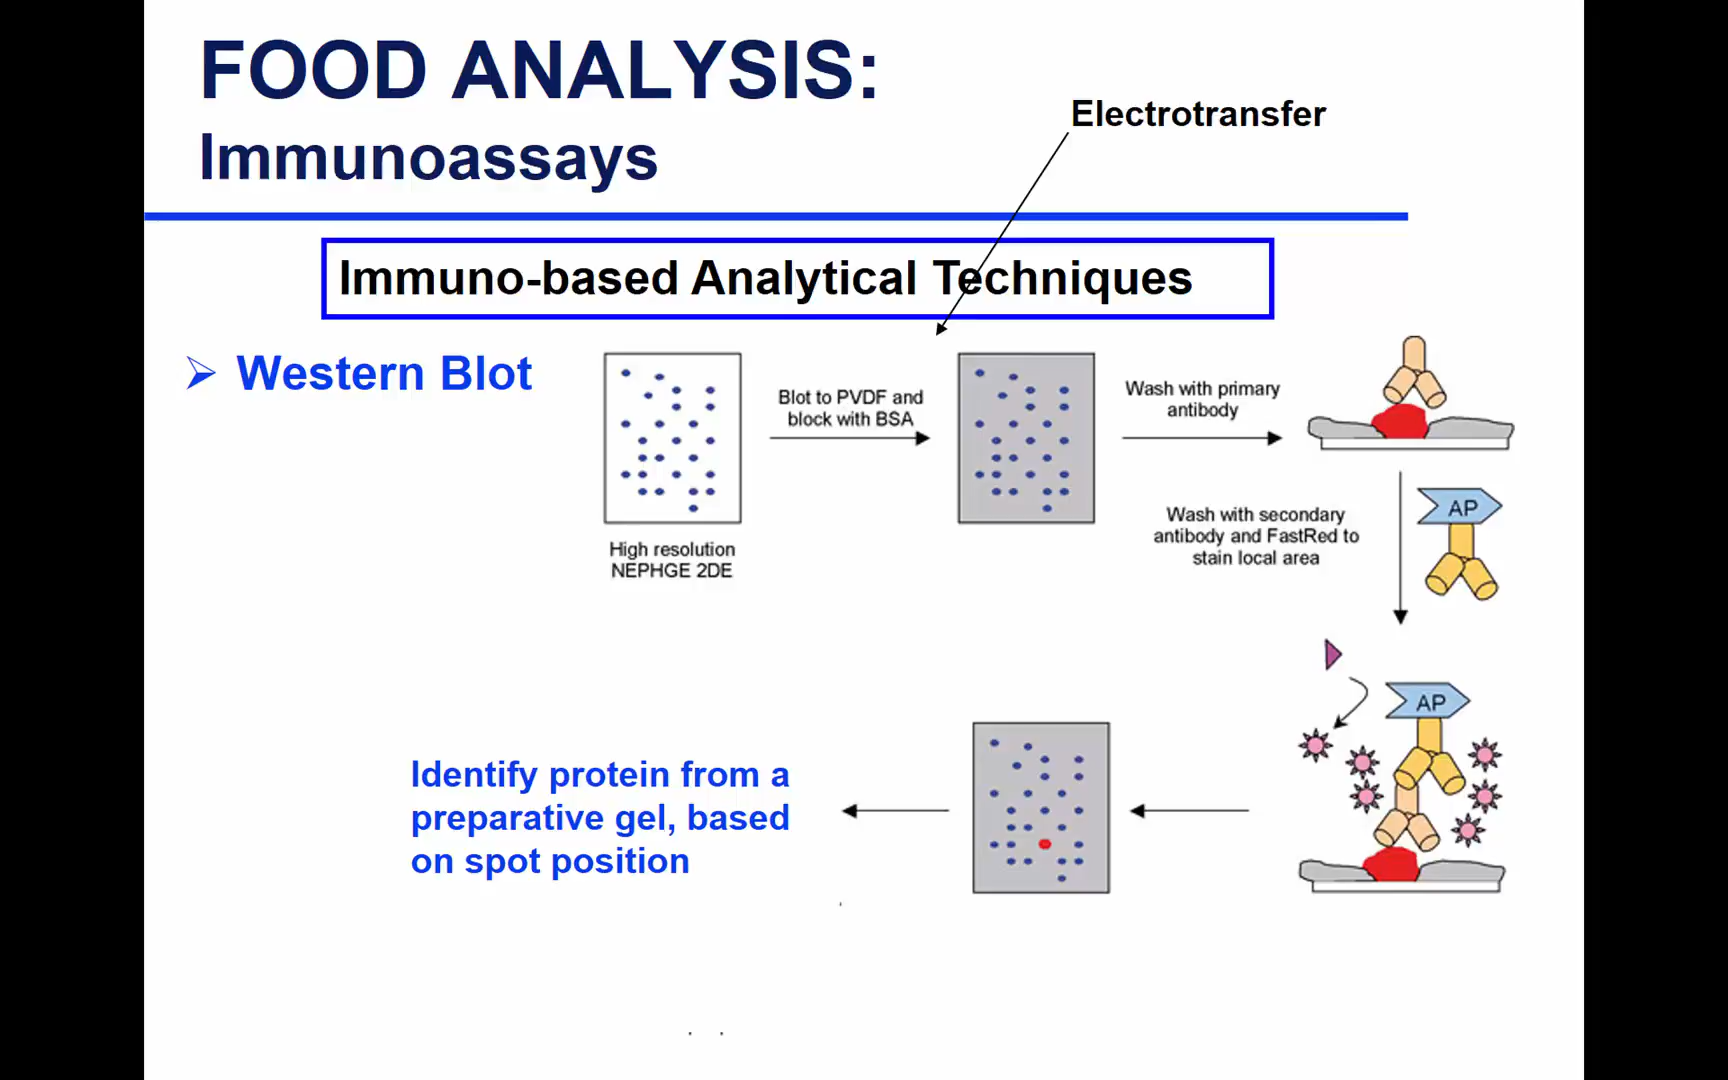 FOOD ANALYSIS:
Immunoassays
Electrotransfer
Immuno-based Analytical Techniques
Western Blot
Blot to PVDF and
block with BSA
Wash with primary
antibody
High resolution
NEPHGE 2DE
Wash with secondary
antibody and FastRed to
stain local area
AP
AP
Identify protein from a
preparative gel, based
on spot position